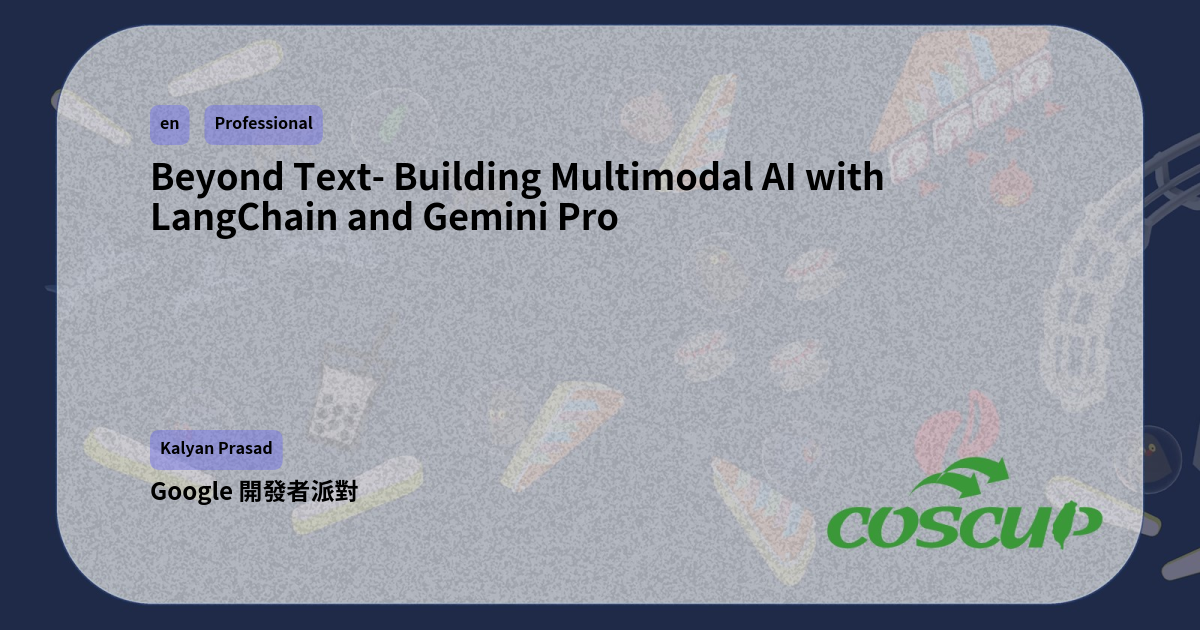 en Professional
Beyond Text- Building Multimodal AI with
LangChain and Gemini Pro
Kalyan Prasad
Google 開發者派對
coscup